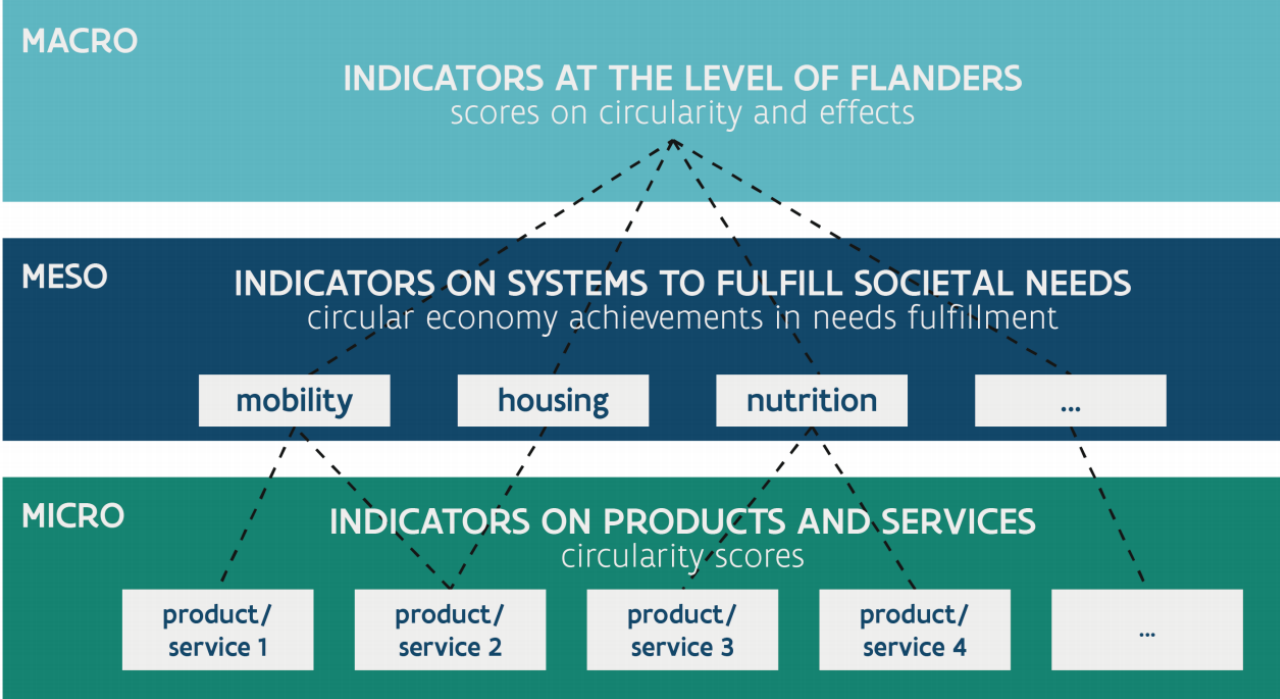 MACRO
INDICATORS AT THE LEVEL OF FLANDERS
scores on circularity and effects
MESO
INDICATORS ON SYSTEMS TO FULFILL SOCIETAL NEEDS
circular economy achievements in needs fulfillment
mobility
housing
nutrition
...
MICRO
INDICATORS ON PRODUCTS AND SERVICES
circularity scores
product/
service 1
product/
service 2
product/
service 3
product/
service 4
...